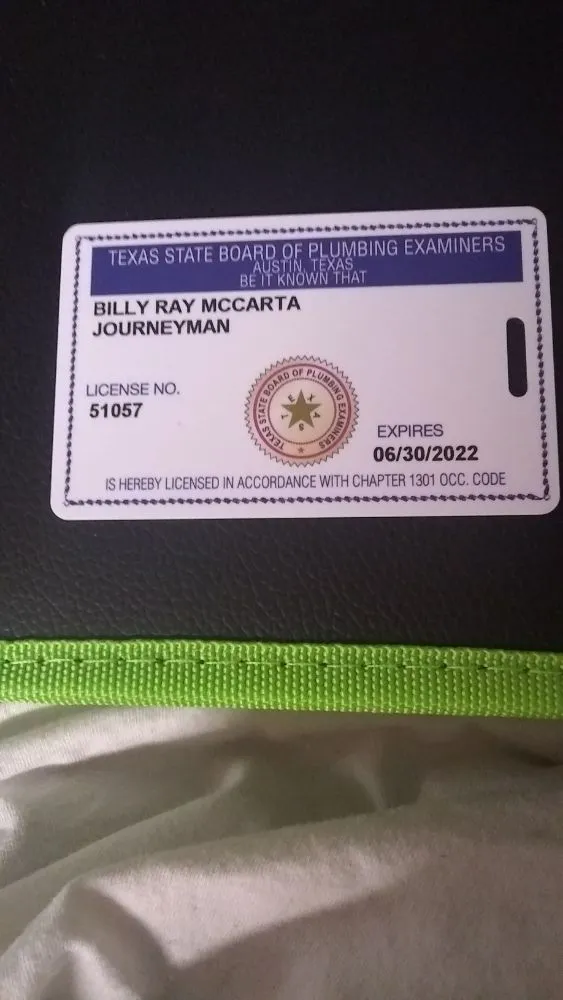 TEXAS STATE BOARD OF PLUMBING EXAMINERS
AUSTIN, TEXAS
BE IT KNOWN THAT
BILLY RAY MCCARTA
JOURNEYMAN
LICENSE NO.
51057
TEXAS STATE BOARD OF PLUMBING EXAMINERS
TEXAS
EXPIRES
06/30/2022
IS HEREBY LICENSED IN ACCORDANCE WITH CHAPTER 1301 OCC. CODE